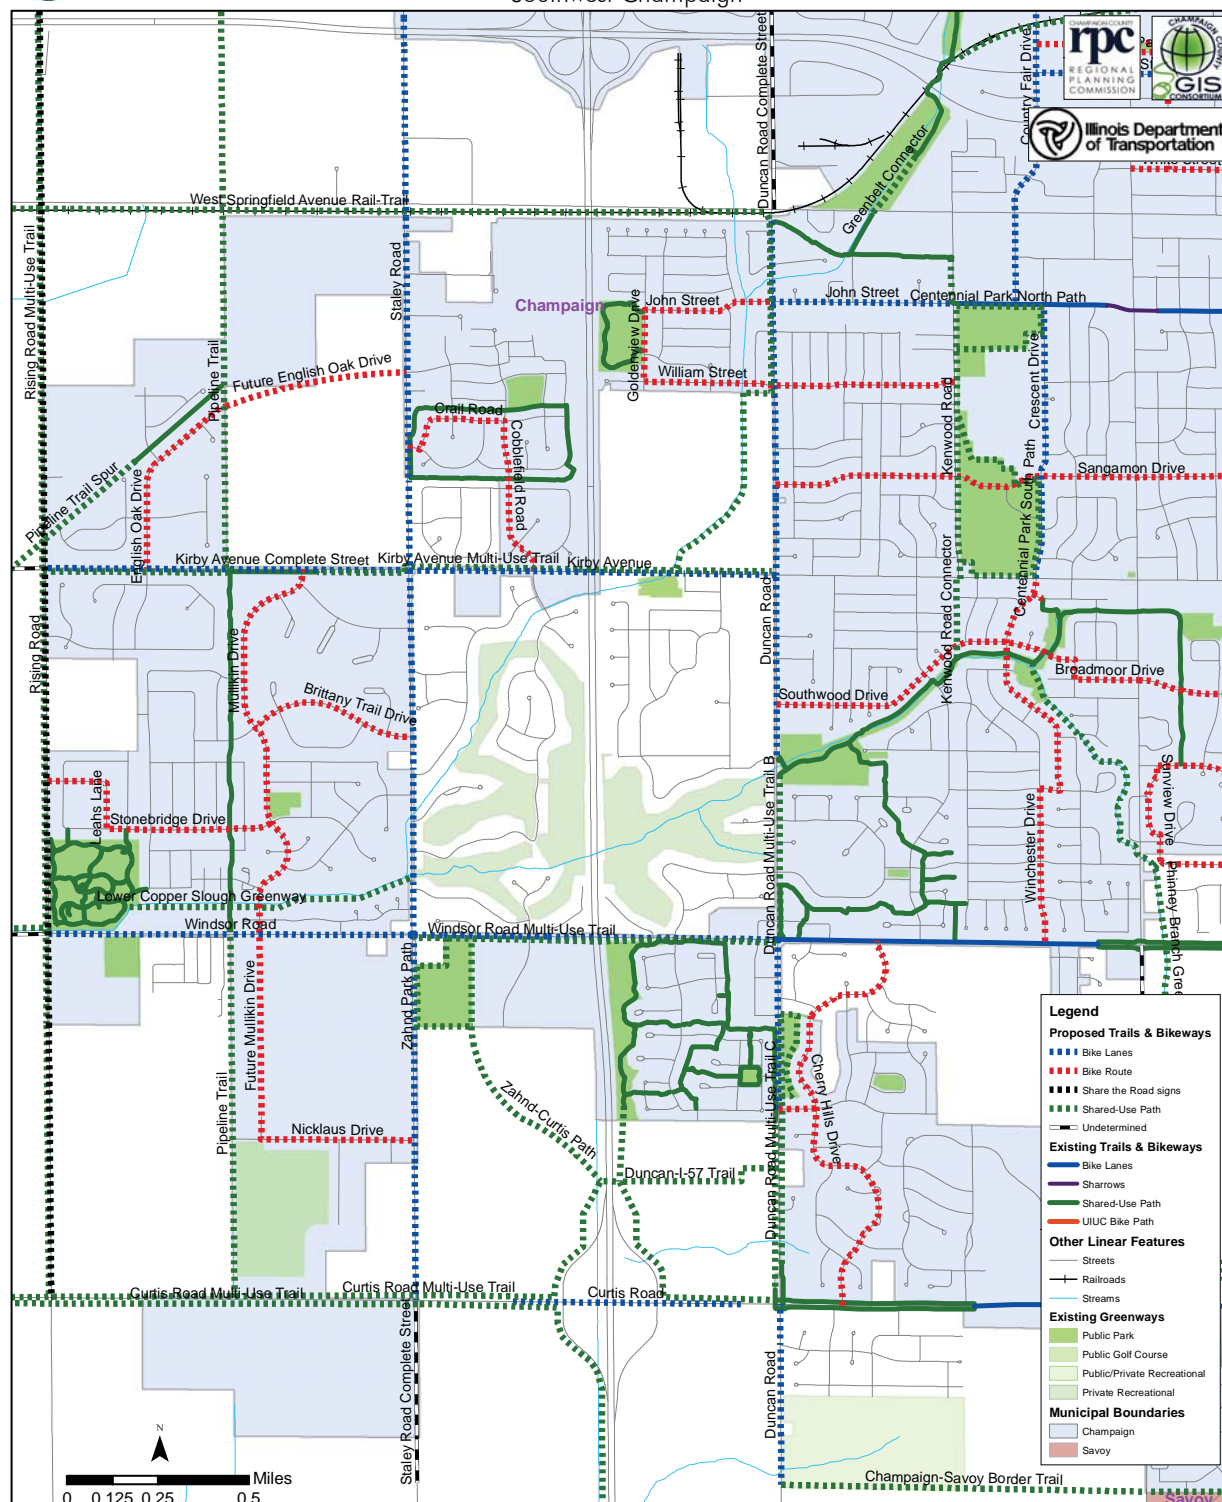 Southwest Champaign
CHAMPAIGN COUNTY
rpc
REGIONAL
PLANNING
COMMISSION
CHAMPAIGN COUNTY
GIS
CONSORTIUM
Illinois Department
of Transportation
Country Fair Drive
Duncan Road Complete Street
Greenbelt Connector
West Springfield Avenue Rail-Trail
Rising Road Multi-Use Trail
Staley Road
Champaign
Goldenview Drive
John Street
John Street
Centennial Park North Path
Pipeline Trail
Future English Oak Drive
William Street
Crescent Drive
Kenwood Road
Crail Road
Cobblefield Road
Pipeline Trail Spur
English Oak Drive
Sangamon Drive
Centennial Park South Path
Kirby Avenue Complete Street
Kirby Avenue Multi-Use Trail
Kirby Avenue
Rising Road
Mullikin Drive
Duncan Road
Kenwood Road Connector
Brittany Trail Drive
Southwood Drive
Broadmoor Drive
Leahs Lane
Stonebridge Drive
Duncan Road Multi-Use Trail B
Winchester Drive
Sunview Drive
Lower Copper Slough Greenway
Windsor Road
Windsor Road Multi-Use Trail
Phinney Branch Gree
Zahnd Park Path
Future Mullikin Drive
Pipeline Trail
Nicklaus Drive
Zahnd-Curtis Path
Duncan-I-57 Trail
Duncan Road Multi-Use Trail C
Cherry Hills Drive
Curtis Road Multi-Use Trail
Curtis Road Multi-Use Trail
Curtis Road
Staley Road Complete Street
Duncan Road
Champaign-Savoy Border Trail
Savoy
Legend
Proposed Trails & Bikeways
Bike Lanes
Bike Route
Share the Road signs
Shared-Use Path
Undetermined
Existing Trails & Bikeways
Bike Lanes
Sharrows
Shared-Use Path
UIUC Bike Path
Other Linear Features
Streets
Railroads
Streams
Existing Greenways
Public Park
Public Golf Course
Public/Private Recreational
Private Recreational
Municipal Boundaries
Champaign
Savoy
N
Miles
0 0.125 0.25 0.5